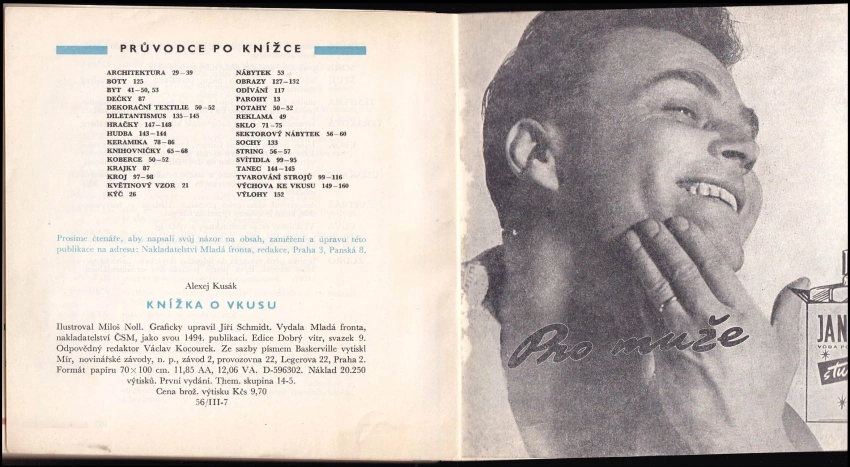 PRŮVODCE PO KNÍŽCE
ARCHITEKTURA 29–39
BOTY 125
BYT 41–50, 53
DEČKY 87
DEKORAČNÍ TEXTILIE 50–52
DILETANTISMUS 135–145
HRAČKY 147–148
HUDBA 143–144
KERAMIKA 78–86
KNIHOVNIČKY 65–68
KOBERCE 50–52
KRAJKY 87
KROJ 97–98
KVĚTINOVÝ VZOR 21
KÝČ 26
NÁBYTEK 53
OBRAZY 127–132
ODÍVÁNÍ 117
PAROHY 13
POTAHY 50–52
REKLAMA 49
SKLO 71–75
SEKTOROVÝ NÁBYTEK 56–60
SOCHY 133
STRING 56–57
SVÍTIDLA 99–95
TANEC 144–145
TVAROVÁNÍ STROJŮ 99–116
VÝCHOVA KE VKUSU 149–160
VÝLOHY 152
Prosíme čtenáře, aby napsali svůj názor na obsah, zaměření a úpravu této
publikace na adresu: Nakladatelství Mladá fronta, redakce, Praha 3, Panská 8.
Alexej Kusák
KNÍŽKA O VKUSU
Ilustroval Miloš Noll. Graficky upravil Jiří Schmidt. Vydala Mladá fronta,
nakladatelství ČSM, jako svou 1494. publikaci. Edice Dobrý vítr, svazek 9.
Odpovědný redaktor Václav Kocourek. Ze sazby písmem Baskerville vytiskl
Mír, novinářské závody, n. p., závod 2, provozovna 22, Legerova 22, Praha 2.
Formát papíru 70 × 100 cm. 11,85 AA, 12,06 VA. D-596302. Náklad 20.250
výtisků. První vydání. Them. skupina 14-5.
Cena brož. výtisku Kčs 9,70
56/III-7
Pro muže
JAN
VODA PO